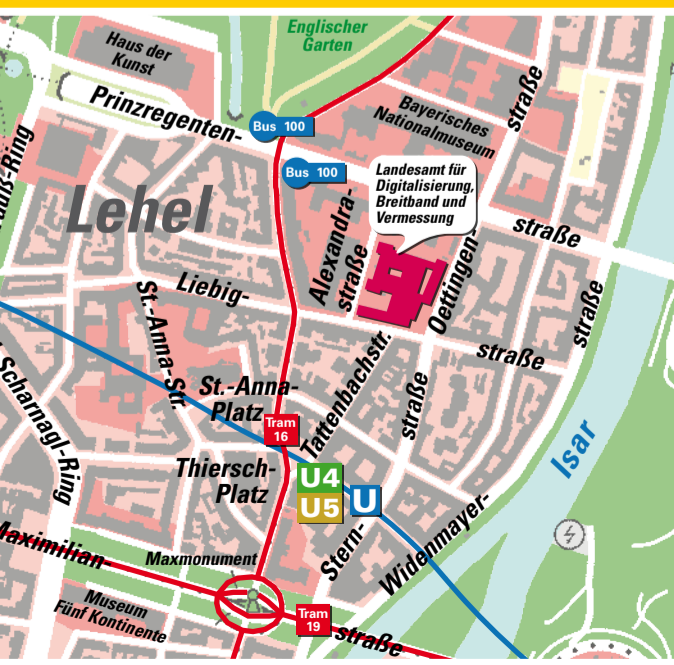 Englischer
Garten
Haus der
Kunst
Prinzregenten-
Bus 100
Bayerisches
Nationalmuseum
straße
Bus 100
Landesamt für
Digitalisierung,
Breitband und
Vermessung
Lehel
Alexandra-
straße
Oettingen-
straße
straße
Liebig-
straße
St.-Anna-Str.
St.-Anna-
Platz
Tram
16
Tattenbachstr.
straße
Scharnagl-Ring
Thiersch-
Platz
U4
U5
U
Isar
Stern-
Widenmayer-
Maximilian-
Maxmonument
Museum
Fünf Kontinente
Tram
19
straße